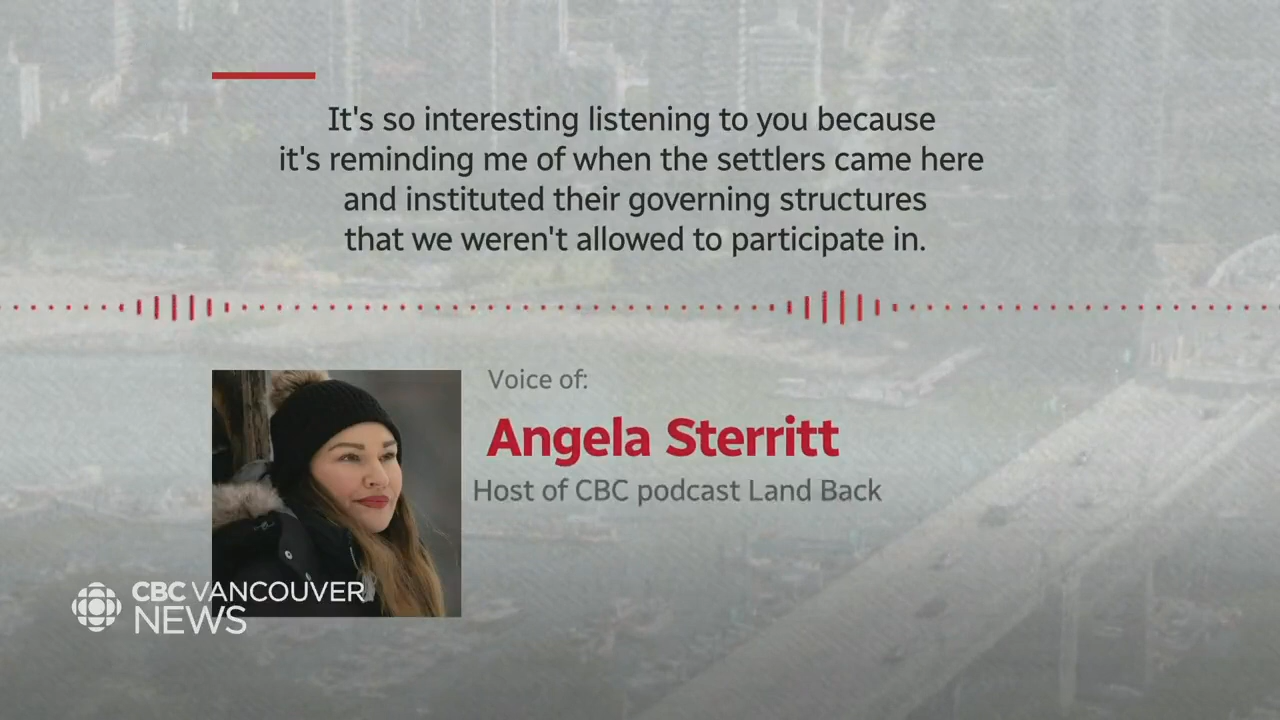 It's so interesting listening to you because
it's reminding me of when the settlers came here
and instituted their governing structures
that we weren't allowed to participate in.
Voice of:
Angela Sterritt
Host of CBC podcast Land Back
CBC VANCOUVER
NEWS